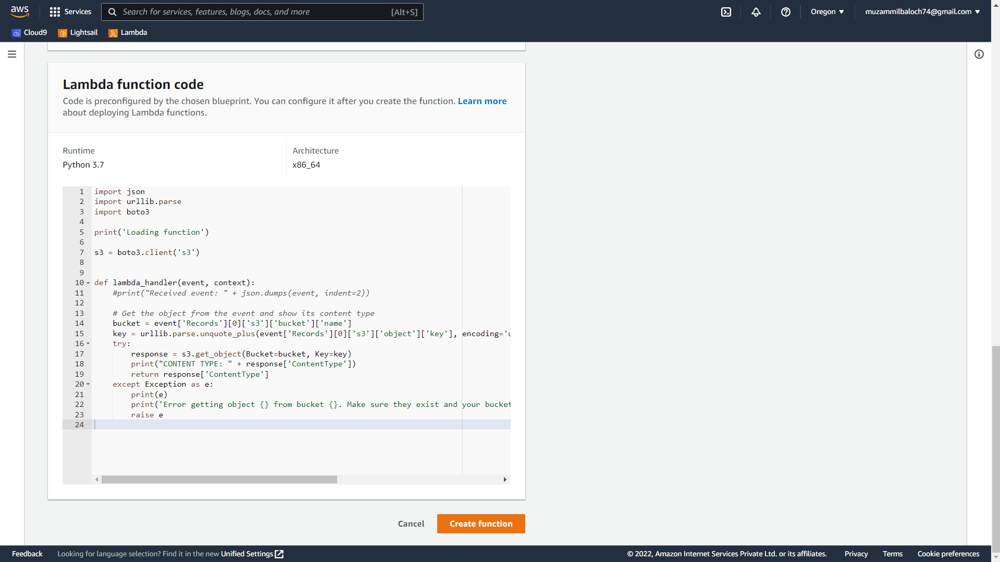 aws Services Search for services, features, blogs, docs, and more [Alt+S] Oregon ▼ muzammilbaloch74@gmail.com ▼
Cloud9 Lightsail Lambda
Lambda function code
Code is preconfigured by the chosen blueprint. You can configure it after you create the function. Learn more
about deploying Lambda functions.
Runtime Architecture
Python 3.7 x86_64
1 import json
2 import urllib.parse
3 import boto3
4
5 print('Loading function')
6
7 s3 = boto3.client('s3')
8
9
10 def lambda_handler(event, context):
11 #print("Received event: " + json.dumps(event, indent=2))
12
13 # Get the object from the event and show its content type
14 bucket = event['Records'][0]['s3']['bucket']['name']
15 key = urllib.parse.unquote_plus(event['Records'][0]['s3']['object']['key'], encoding='u
16 try:
17 response = s3.get_object(Bucket=bucket, Key=key)
18 print("CONTENT TYPE: " + response['ContentType'])
19 return response['ContentType']
20 except Exception as e:
21 print(e)
22 print('Error getting object {} from bucket {}. Make sure they exist and your bucket
23 raise e
24
Cancel Create function
Feedback Looking for language selection? Find it in the new Unified Settings © 2022, Amazon Internet Services Private Ltd. or its affiliates. Privacy Terms Cookie preferences